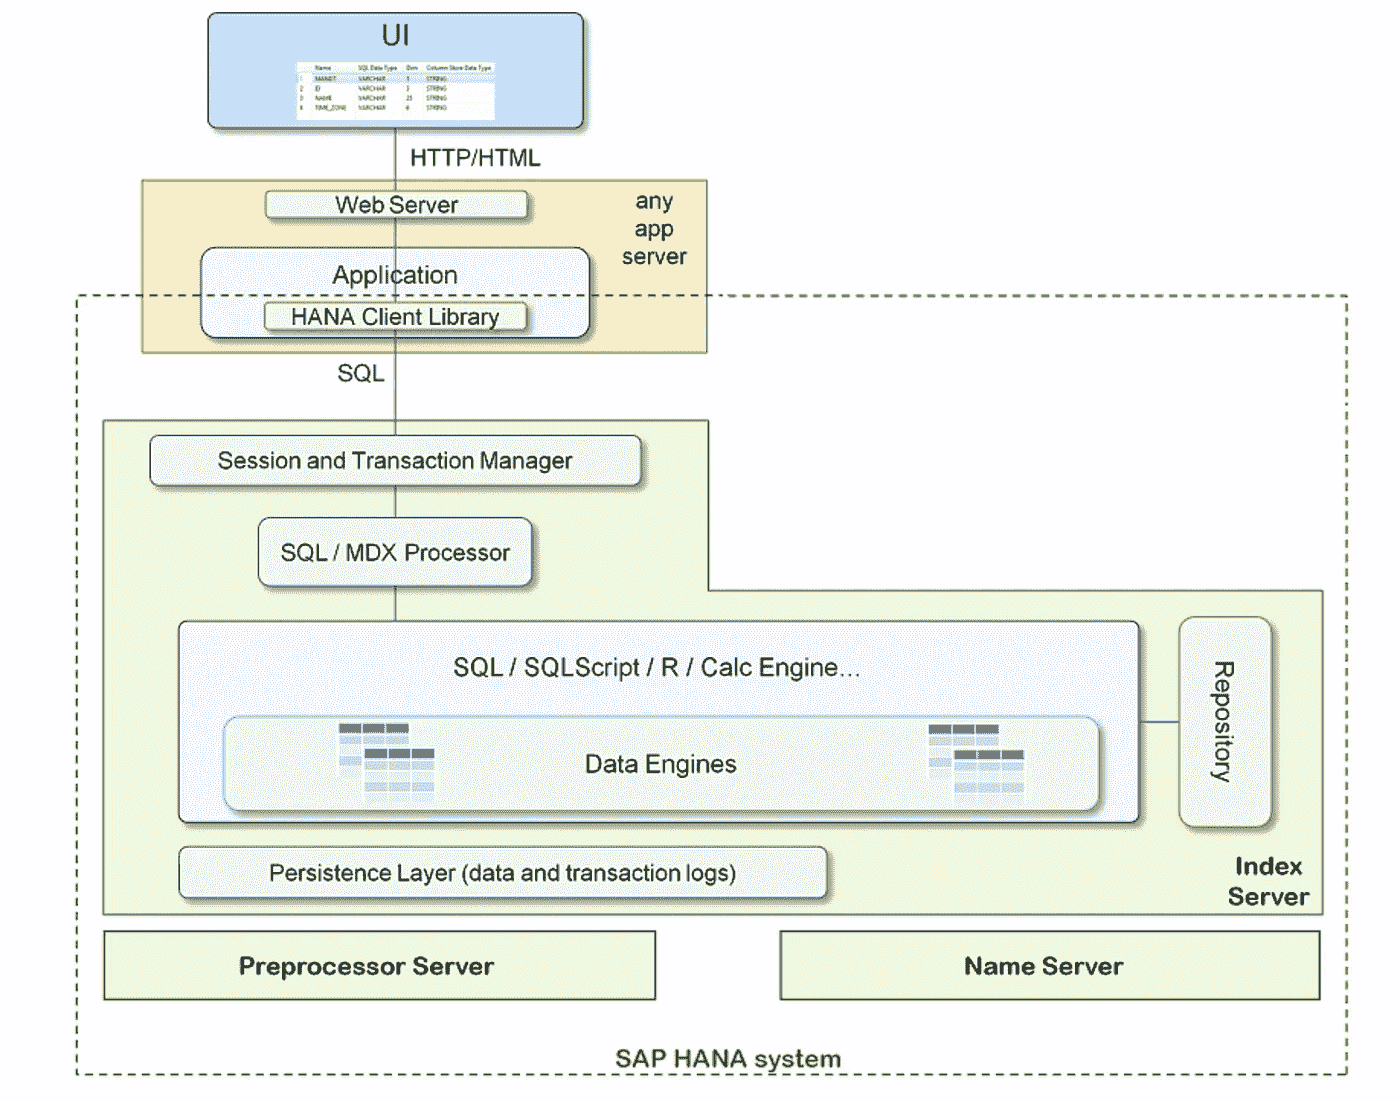 UI
Name SQL Data Type Dim Column Store Data Type
1 MANDT VARCHAR 3 STRING
2 ID VARCHAR 3 STRING
3 NAME VARCHAR 25 STRING
4 TIME_ZONE VARCHAR 6 STRING
HTTP/HTML
Web Server
any
app
server
Application
HANA Client Library
SQL
Session and Transaction Manager
SQL / MDX Processor
SQL / SQLScript / R / Calc Engine...
Data Engines
Repository
Persistence Layer (data and transaction logs)
Index
Server
Preprocessor Server
Name Server
SAP HANA system